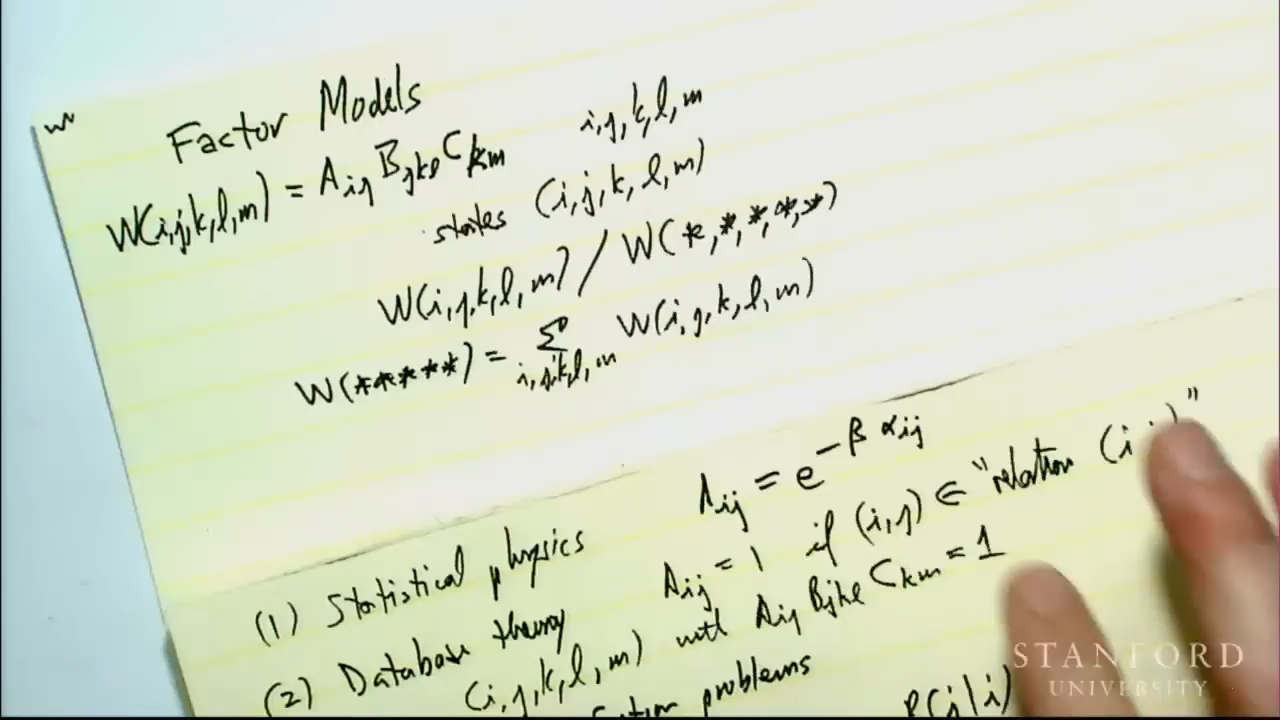 Factor Models
W(i,j,k,l,m) = A_ij B_jkl C_km    i,j,k,l,m
states (i,j,k,l,m)
W(i,j,k,l,m) / W(*,*,*,*,*)
W(*****) = Σ_{i,j,k,l,m} W(i,j,k,l,m)
(1) Statistical physics    A_ij = e^{-β α_ij}
(2) Database theory    A_ij = 1 if (i,j) ∈ "relation (i )"
(i,j,k,l,m) with A_ij B_jkl C_km = 1
problems    P(j|i)
STANFORD
UNIVERSITY